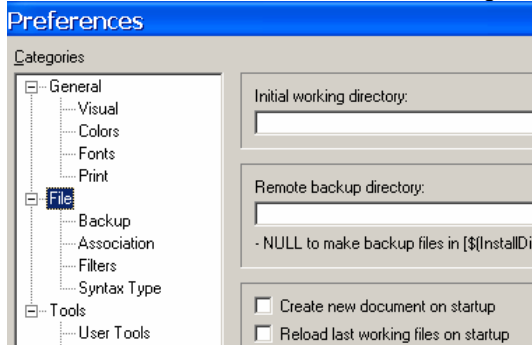 Preferences
Categories
General
Visual
Colors
Fonts
Print
File
Backup
Association
Filters
Syntax Type
Tools
User Tools
Initial working directory:
Remote backup directory:
- NULL to make backup files in [$(InstallDi
Create new document on startup
Reload last working files on startup